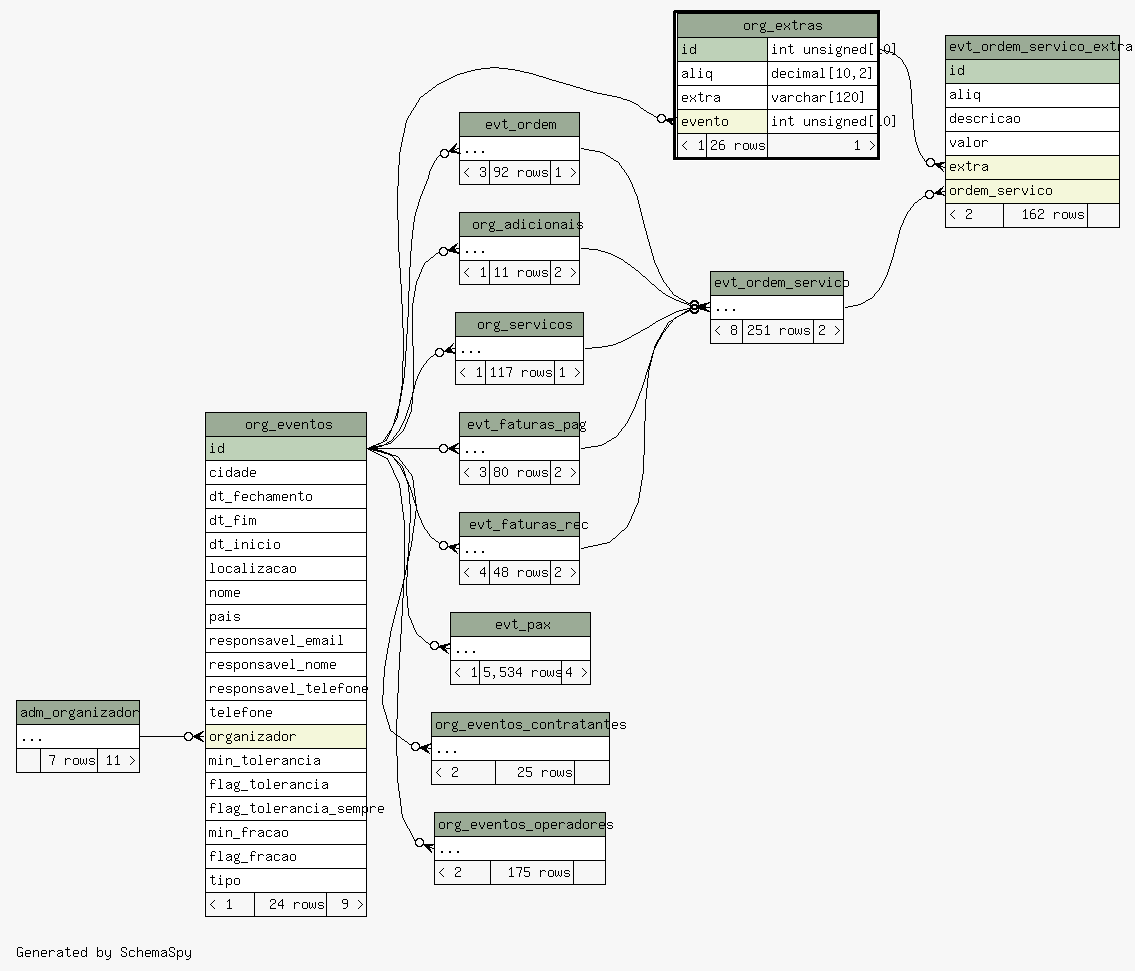 org_extras
id int unsigned[10]
aliq decimal[10,2]
extra varchar[120]
evento int unsigned[10]
< 1 26 rows 1 >
evt_ordem_servico_extra
id
aliq
descricao
valor
extra
ordem_servico
< 2 162 rows
evt_ordem
...
< 3 92 rows 1 >
org_adicionais
...
< 1 11 rows 2 >
evt_ordem_servico
...
< 8 251 rows 2 >
org_servicos
...
< 1 117 rows 1 >
evt_faturas_pag
...
< 3 80 rows 2 >
evt_faturas_rec
...
< 4 48 rows 2 >
evt_pax
...
< 1 5,534 rows 4 >
org_eventos_contratantes
...
< 2 25 rows
org_eventos_operadores
...
< 2 175 rows
org_eventos
id
cidade
dt_fechamento
dt_fim
dt_inicio
localizacao
nome
pais
responsavel_email
responsavel_nome
responsavel_telefone
telefone
organizador
min_tolerancia
flag_tolerancia
flag_tolerancia_sempre
min_fracao
flag_fracao
tipo
< 1 24 rows 9 >
adm_organizador
...
7 rows 11 >
Generated by SchemaSpy